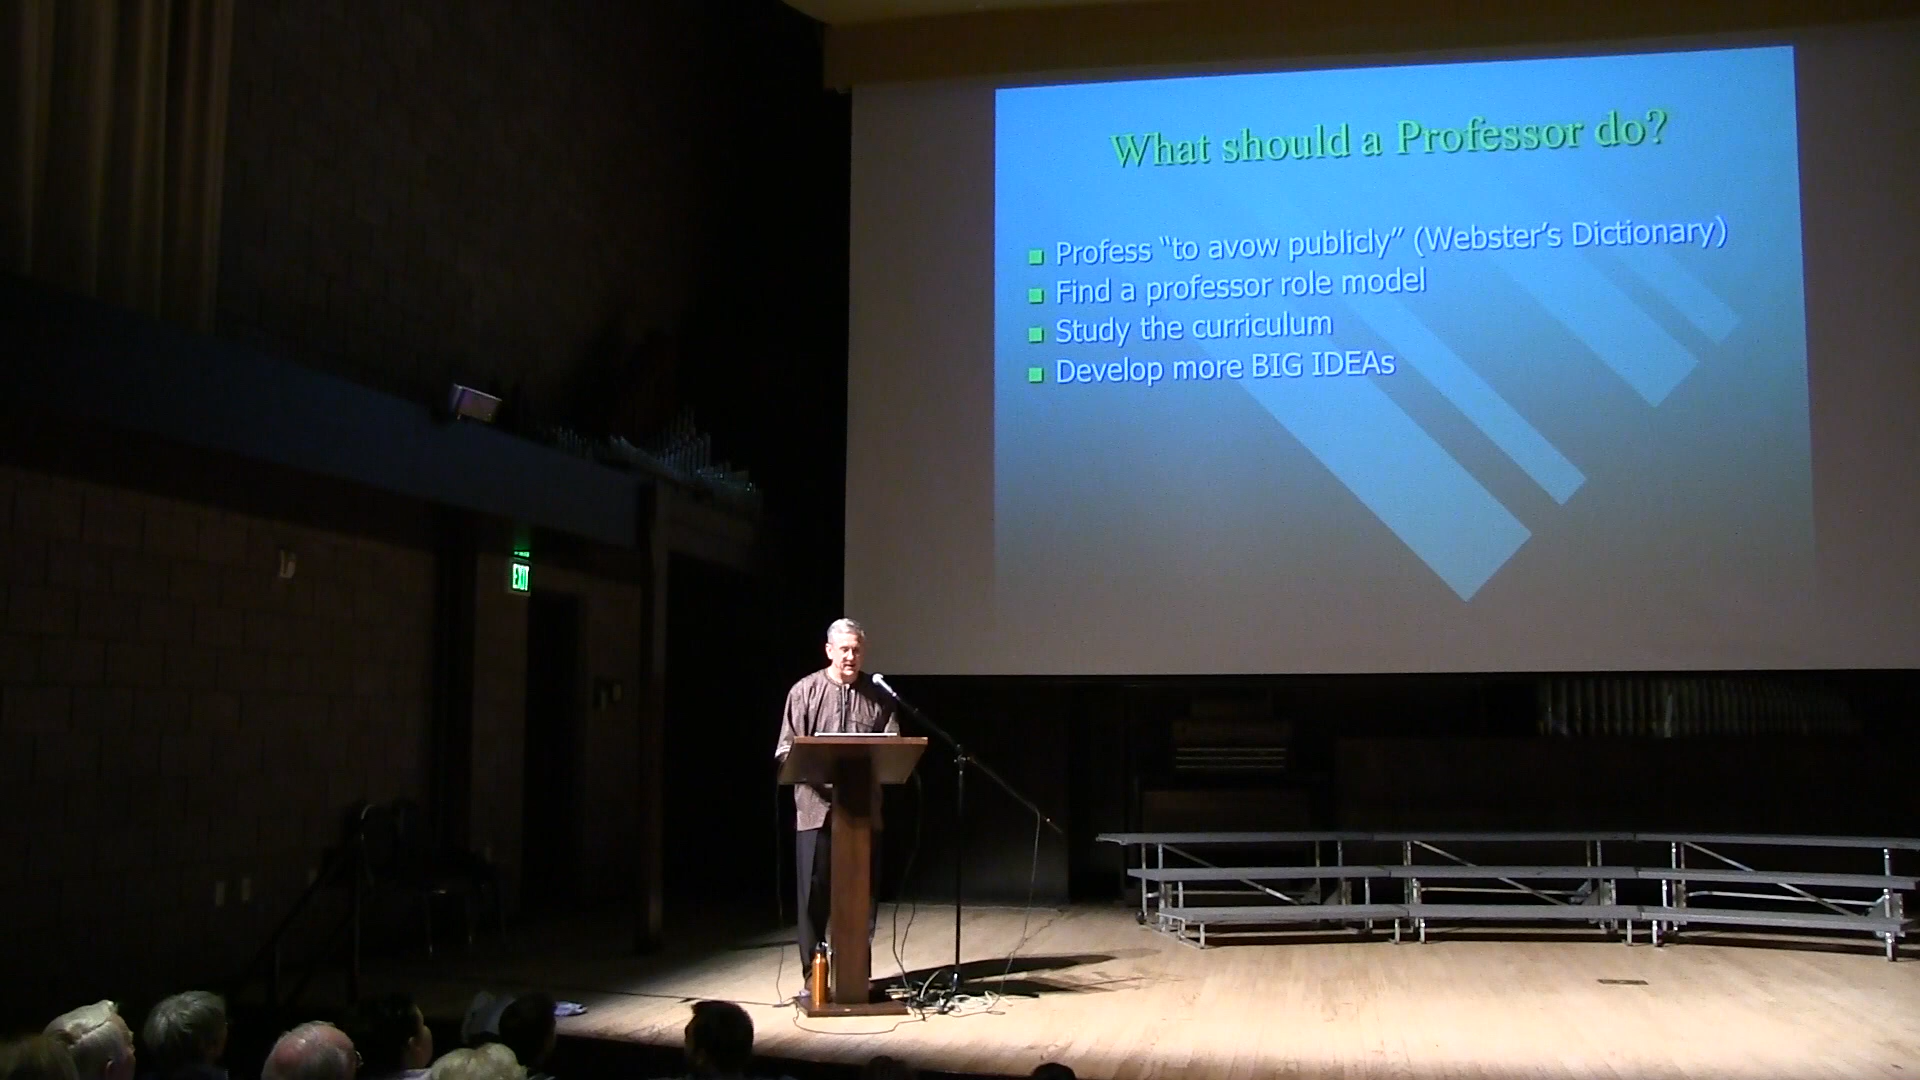 What should a Professor do?
Profess “to avow publicly” (Webster’s Dictionary)
Find a professor role model
Study the curriculum
Develop more BIG IDEAs
EXIT